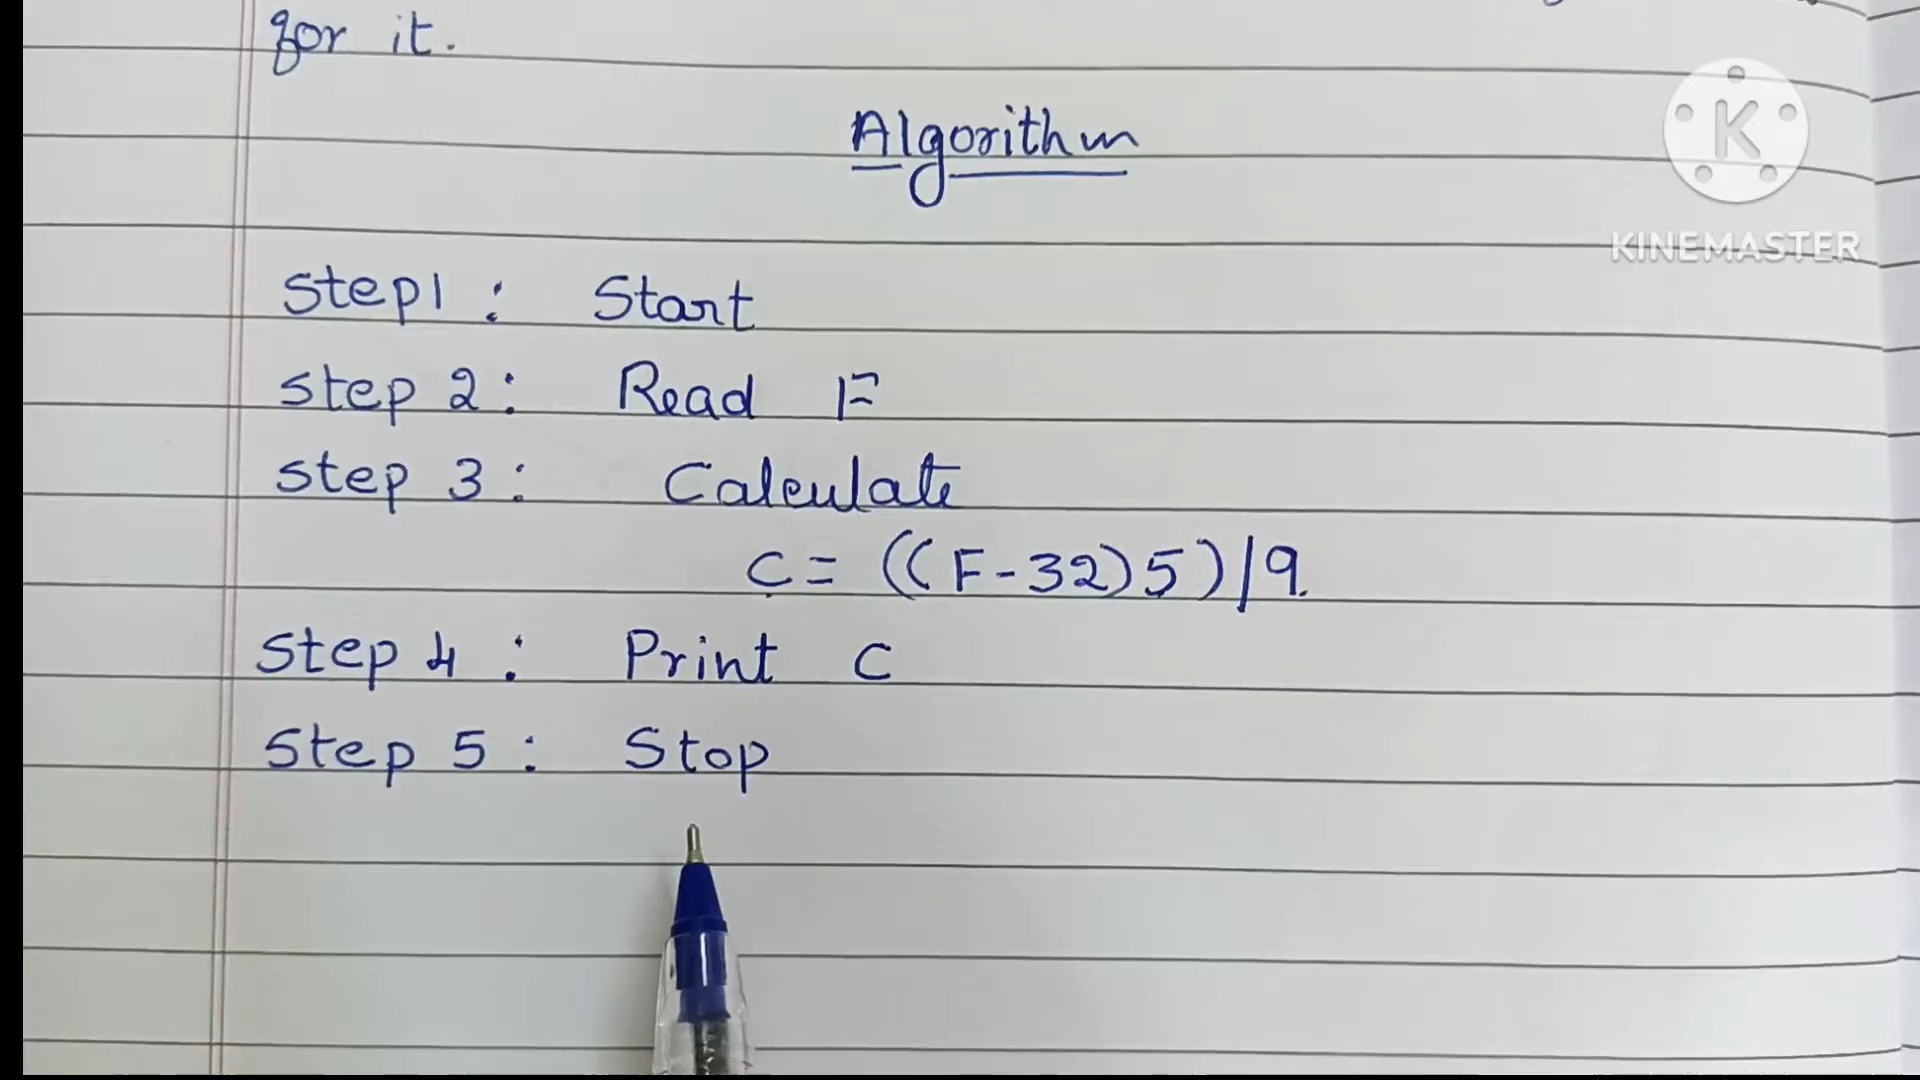 for it.
Algorithm
K
KINEMASTER
Step1 : Start
Step 2 : Read F
Step 3 : Calculate
C = ((F-32)5)/9.
Step 4 : Print C
Step 5 : Stop